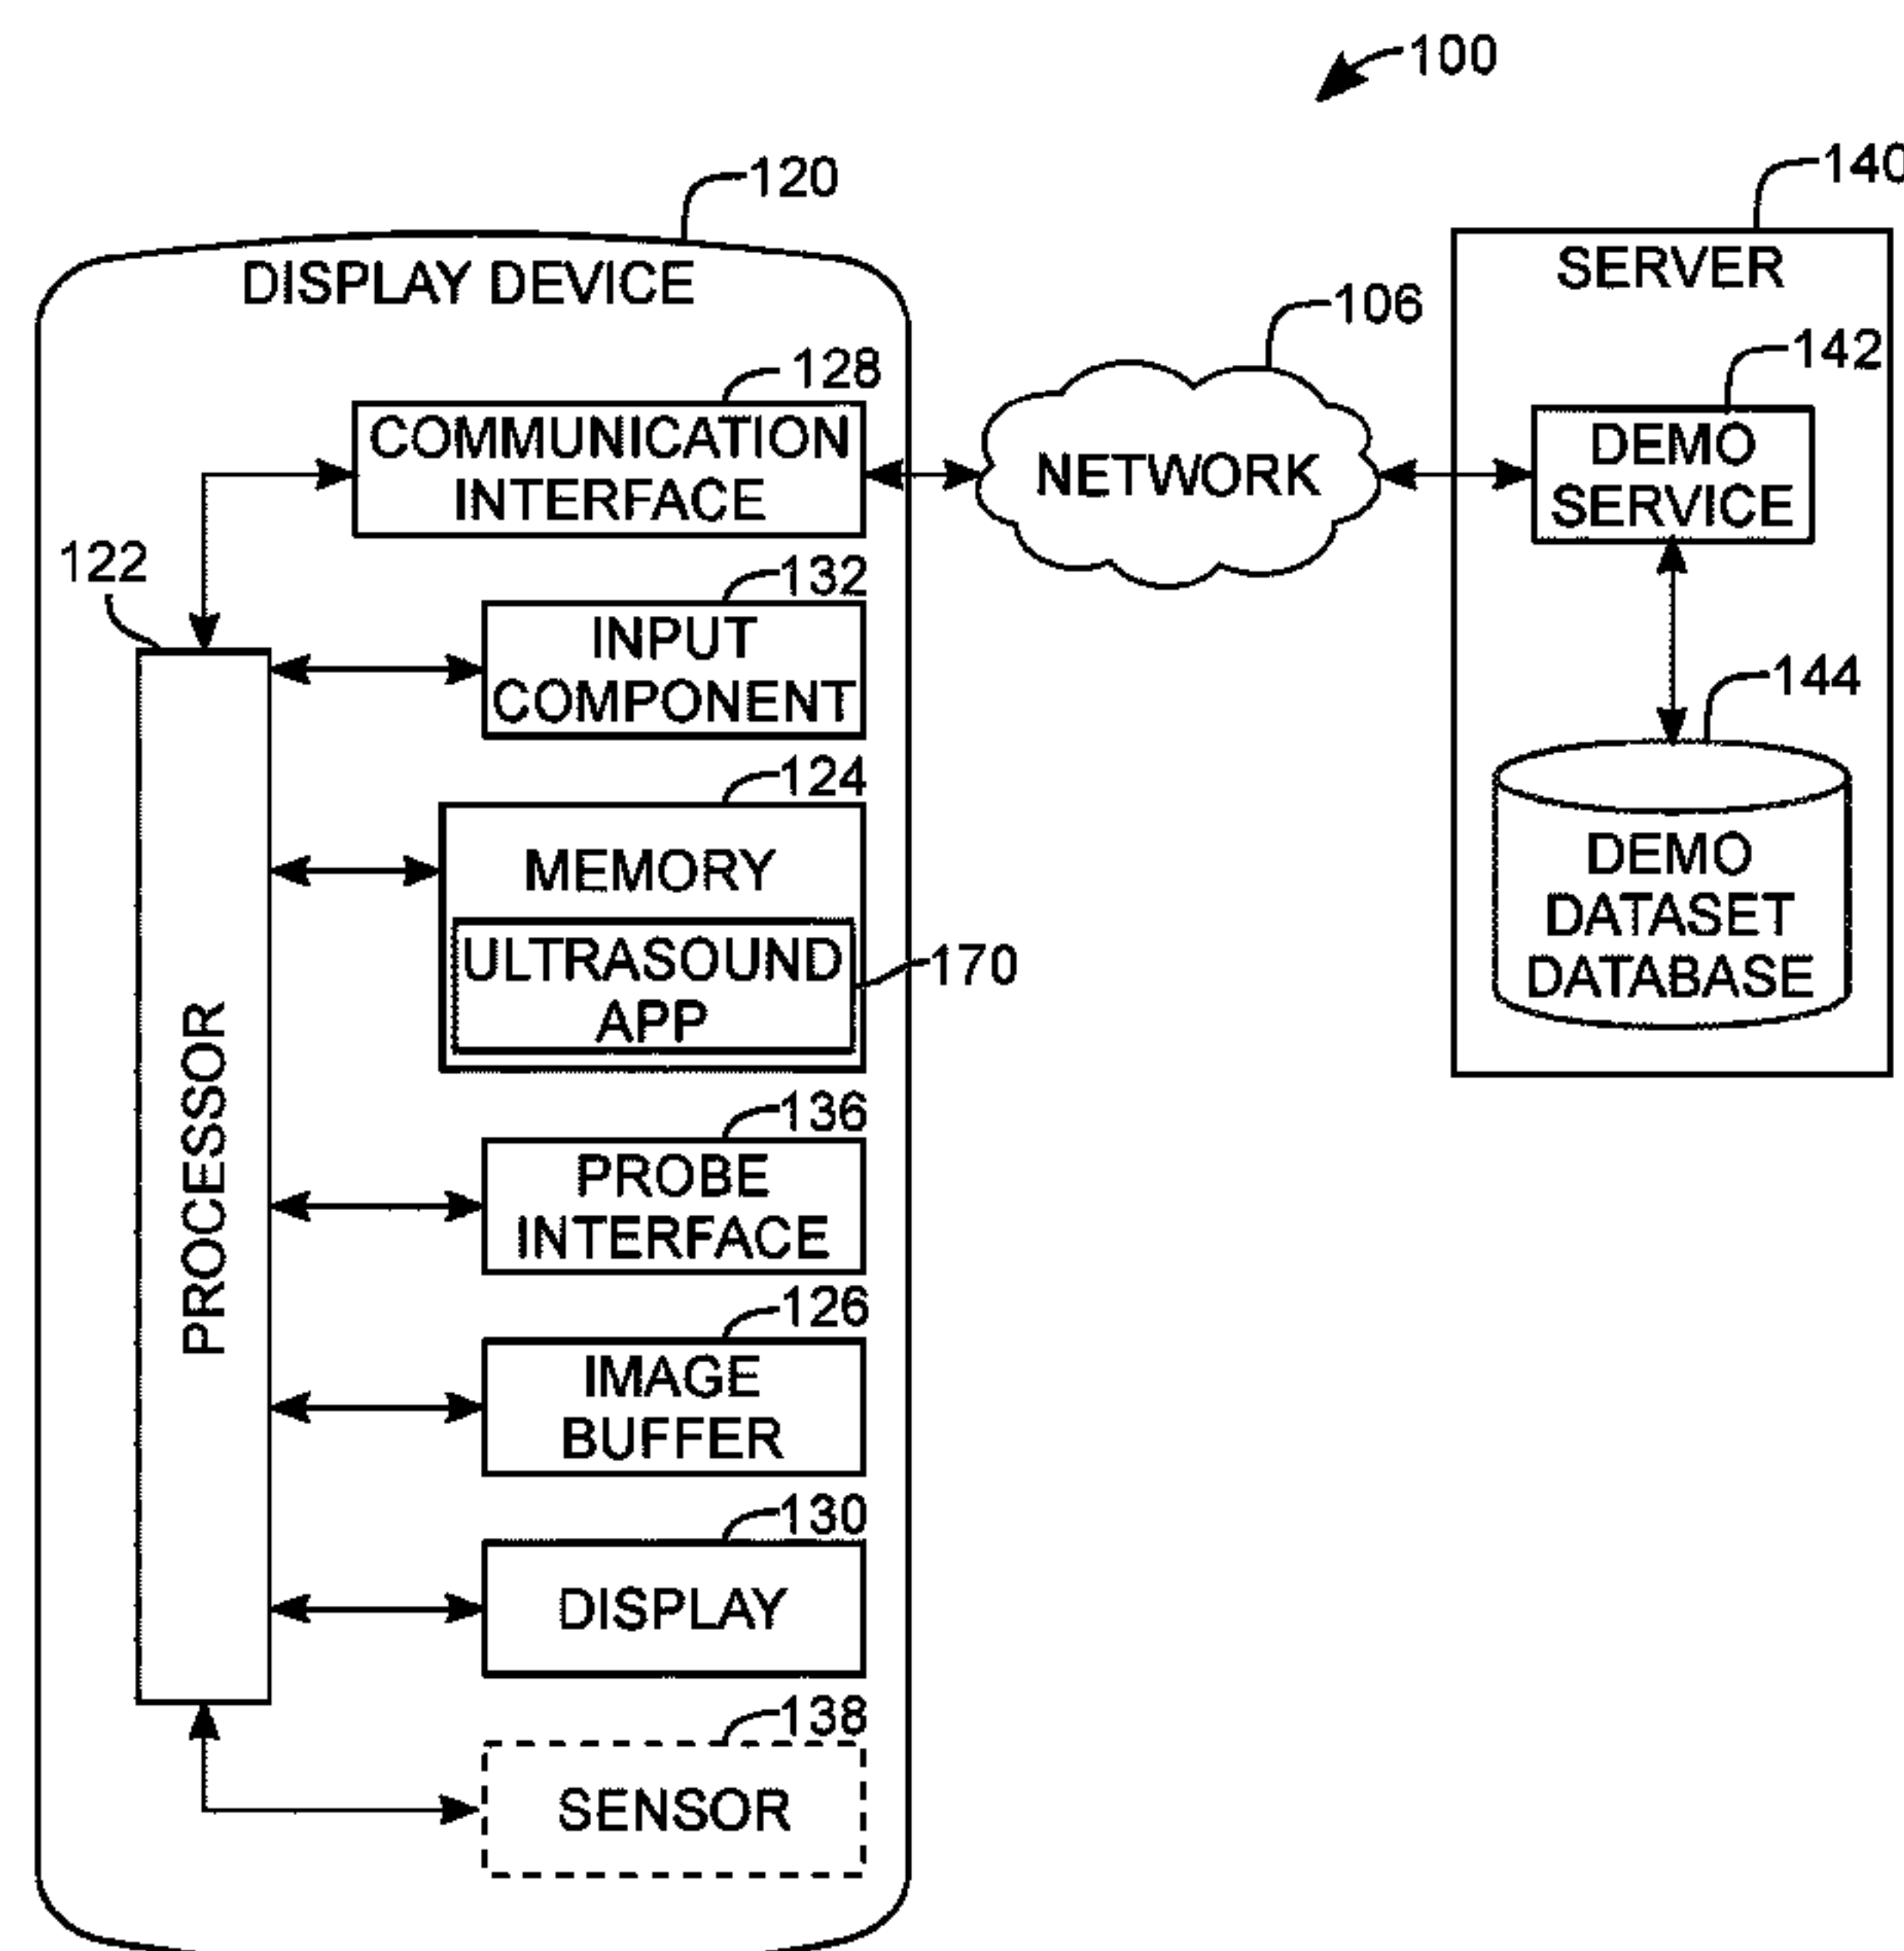 100
120
DISPLAY DEVICE
128
COMMUNICATION
INTERFACE
122
PROCESSOR
132
INPUT
COMPONENT
124
MEMORY
ULTRASOUND
APP
170
136
PROBE
INTERFACE
126
IMAGE
BUFFER
130
DISPLAY
138
SENSOR
106
NETWORK
140
SERVER
142
DEMO
SERVICE
144
DEMO
DATASET
DATABASE